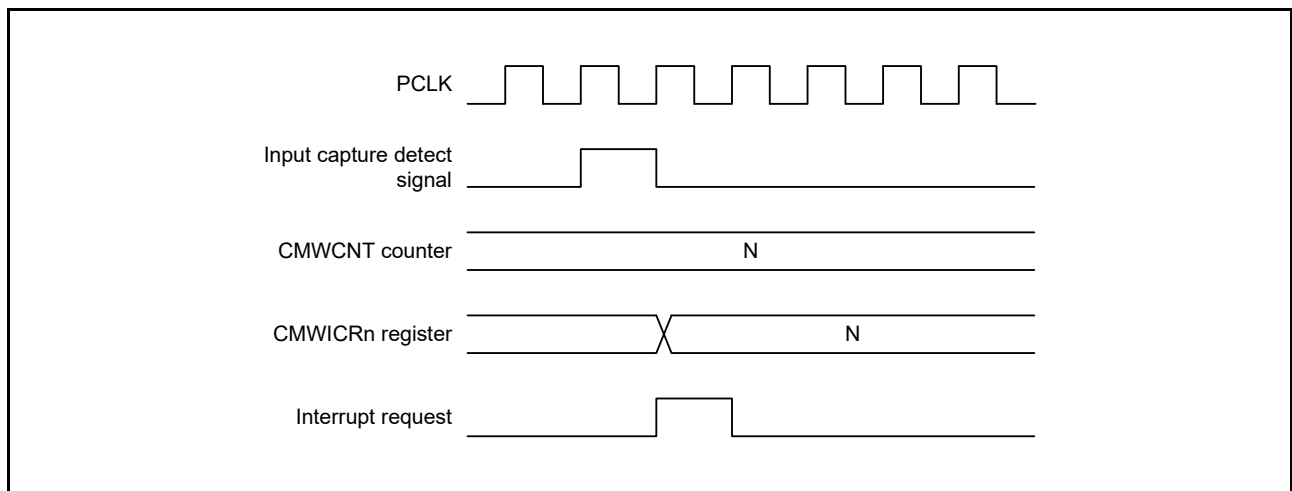 PCLK
Input capture detect
signal
CMWCNT counter
N
CMWICRn register
N
Interrupt request